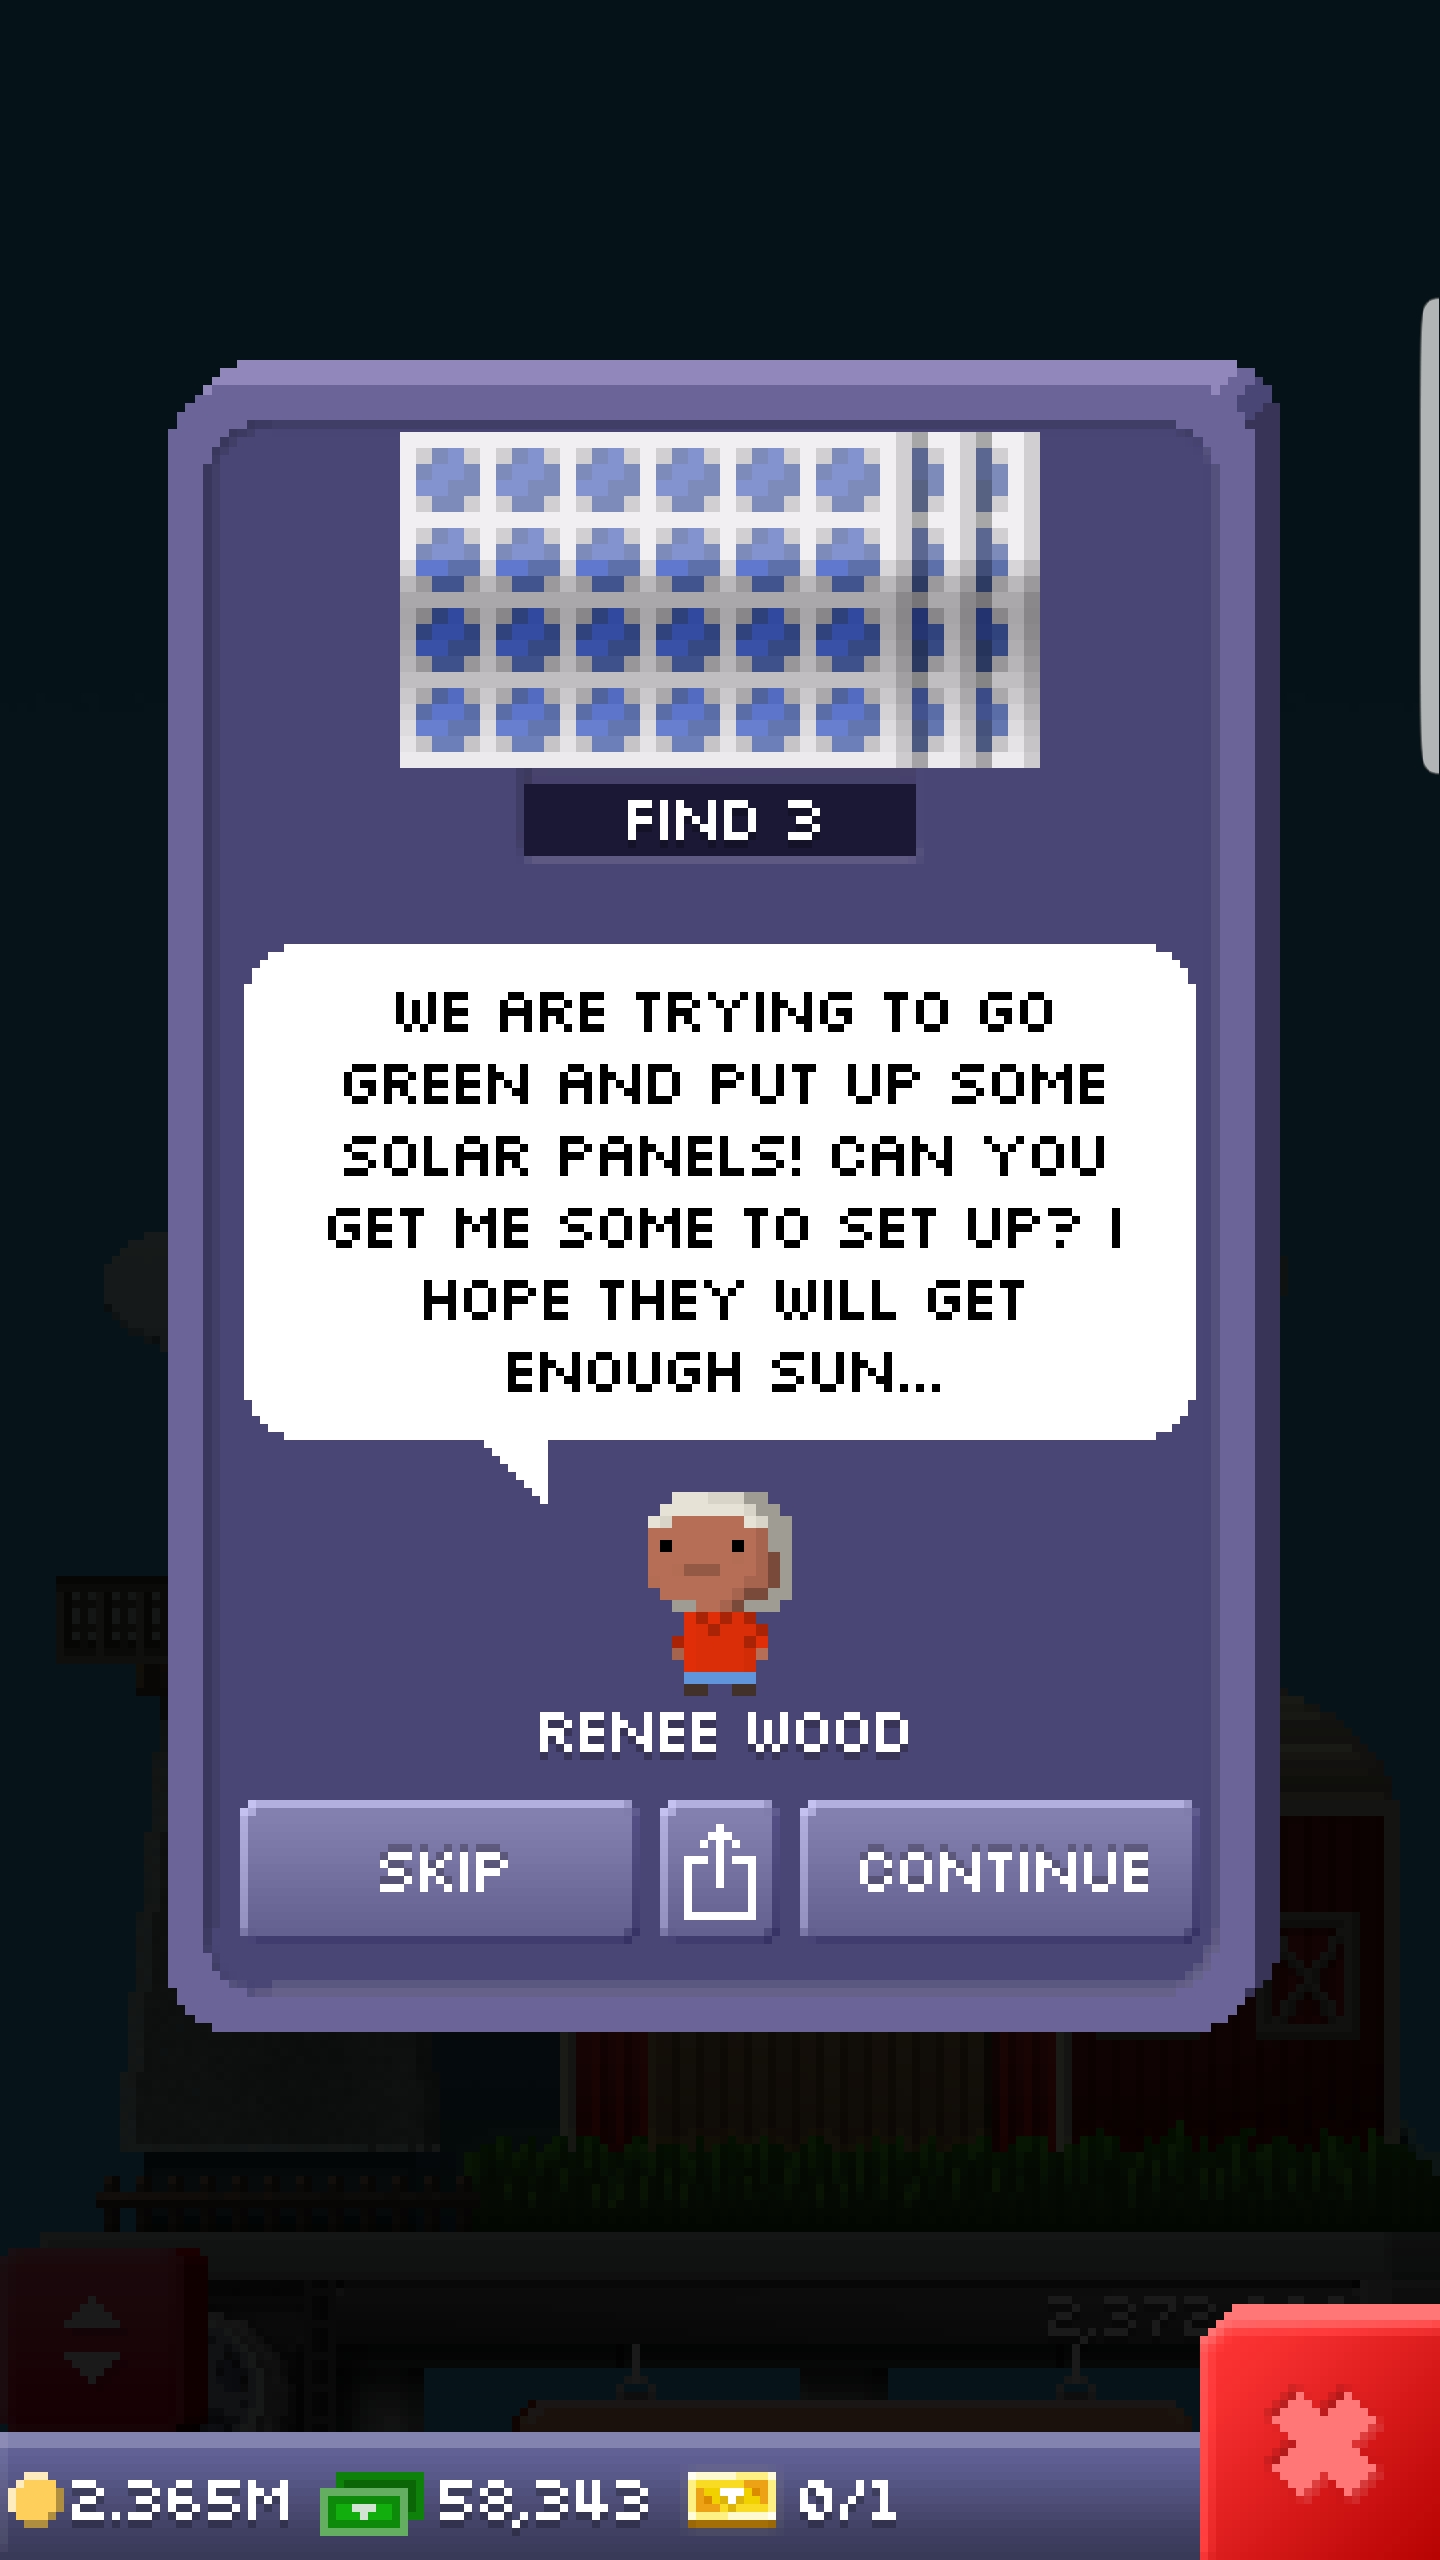 FIND 3
WE ARE TRYING TO GO
GREEN AND PUT UP SOME
SOLAR PANELS! CAN YOU
GET ME SOME TO SET UP? I
HOPE THEY WILL GET
ENOUGH SUN...
RENEE WOOD
SKIP
CONTINUE
2.365M 58,343 0/1